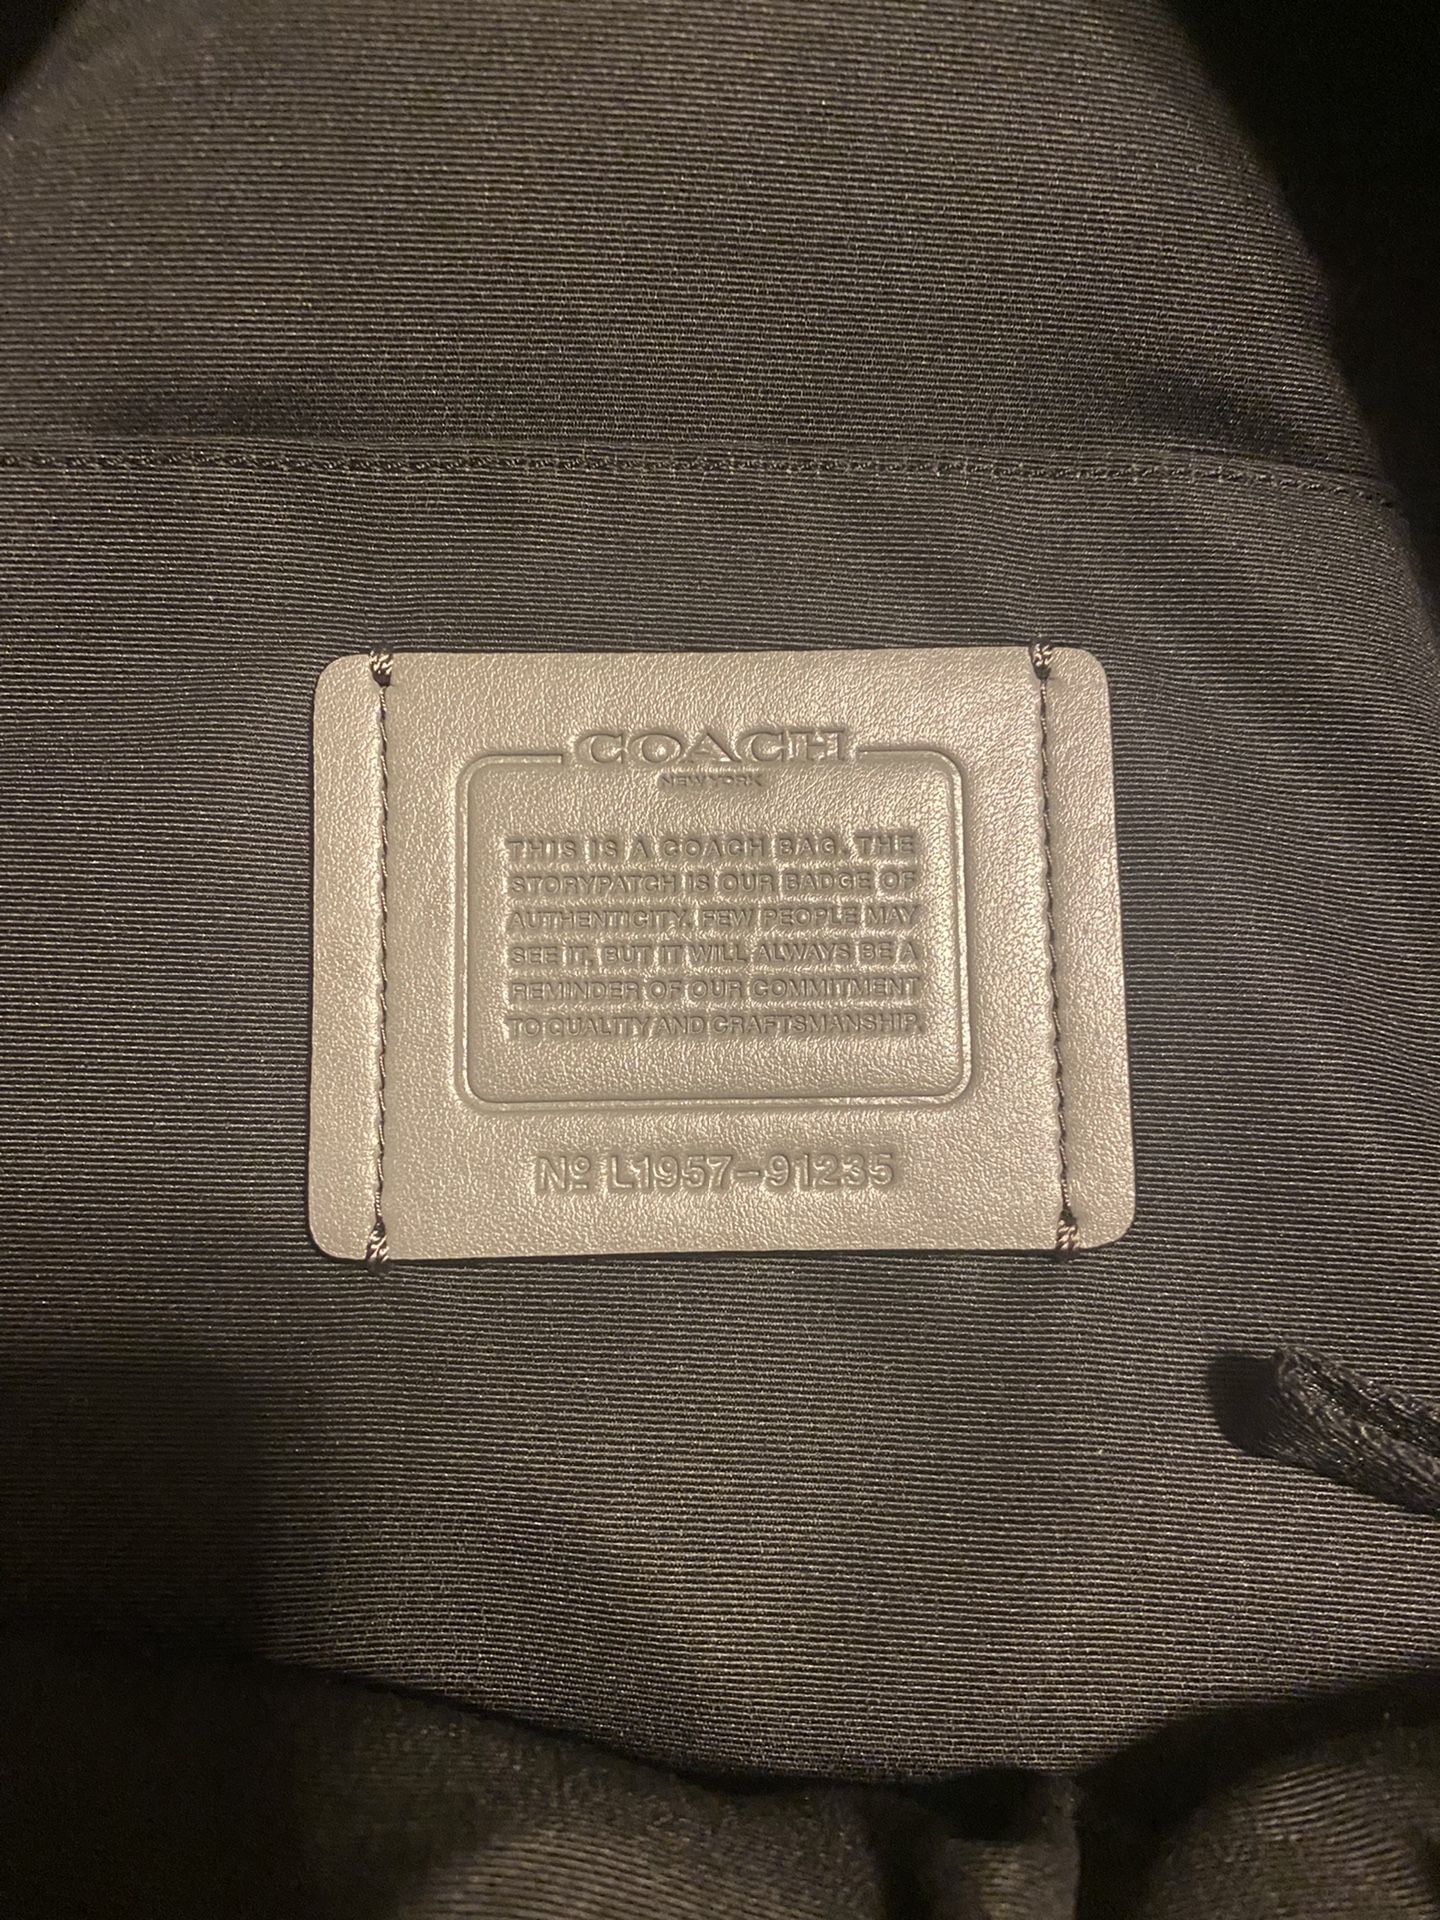 COACH
NEW YORK
THIS IS A COACH BAG. THE
STORYPATCH IS OUR BADGE OF
AUTHENTICITY. FEW PEOPLE MAY
SEE IT, BUT IT WILL ALWAYS BE A
REMINDER OF OUR COMMITMENT
TO QUALITY AND CRAFTSMANSHIP.
Nº L1957-91235